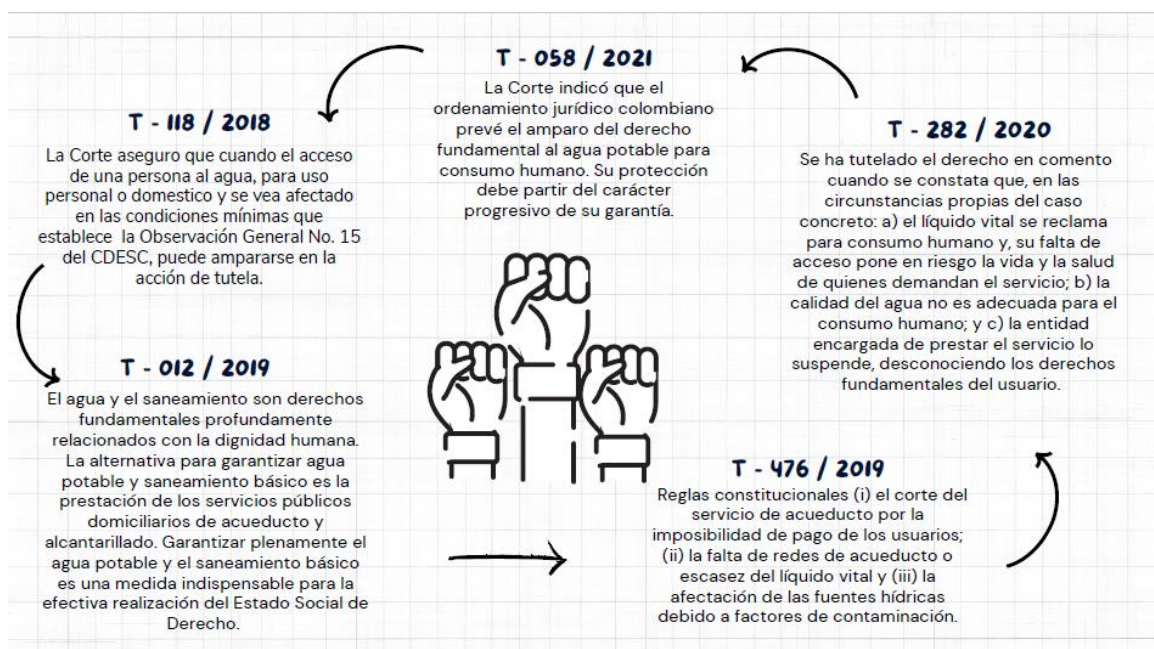 T - 058 / 2021
La Corte indicó que el
ordenamiento jurídico colombiano
prevé el amparo del derecho
fundamental al agua potable para
consumo humano. Su protección
debe partir del carácter
progresivo de su garantía.
T - 118 / 2018
La Corte aseguro que cuando el acceso
de una persona al agua, para uso
personal o domestico y se vea afectado
en las condiciones mínimas que
establece la Observación General No. 15
del CDESC, puede ampararse en la
acción de tutela.
T - 012 / 2019
El agua y el saneamiento son derechos
fundamentales profundamente
relacionados con la dignidad humana.
La alternativa para garantizar agua
potable y saneamiento básico es la
prestación de los servicios públicos
domiciliarios de acueducto y
alcantarillado. Garantizar plenamente el
agua potable y el saneamiento básico
es una medida indispensable para la
efectiva realización del Estado Social de
Derecho.
T - 476 / 2019
Reglas constitucionales (i) el corte del
servicio de acueducto por la
imposibilidad de pago de los usuarios;
(ii) la falta de redes de acueducto o
escasez del líquido vital y (iii) la
afectación de las fuentes hídricas
debido a factores de contaminación.
T - 282 / 2020
Se ha tutelado el derecho en comento
cuando se constata que, en las
circunstancias propias del caso
concreto: a) el líquido vital se reclama
para consumo humano y, su falta de
acceso pone en riesgo la vida y la salud
de quienes demandan el servicio; b) la
calidad del agua no es adecuada para el
consumo humano; y c) la entidad
encargada de prestar el servicio lo
suspende, desconociendo los derechos
fundamentales del usuario.